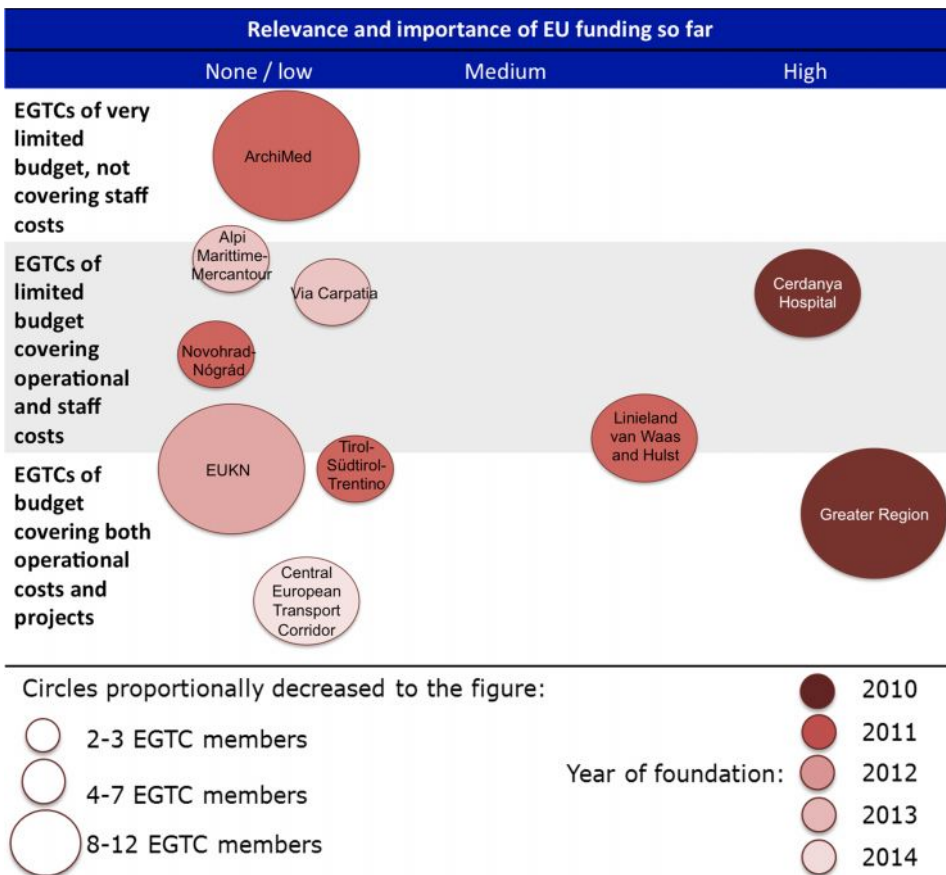 Relevance and importance of EU funding so far
None / low
Medium
High
EGTCs of very
limited
budget, not
covering staff
costs
ArchiMed
EGTCs of
limited
budget
covering
operational
and staff
costs
Alpi
Marittime-
Mercantour
Via Carpatia
Cerdanya
Hospital
Novohrad-
Nógrád
Linieland
van Waas
and Hulst
EGTCs of
budget
covering both
operational
costs and
projects
EUKN
Tirol-
Südtirol-
Trentino
Greater Region
Central
European
Transport
Corridor
Circles proportionally decreased to the figure:
2-3 EGTC members
4-7 EGTC members
8-12 EGTC members
Year of foundation:
2010
2011
2012
2013
2014